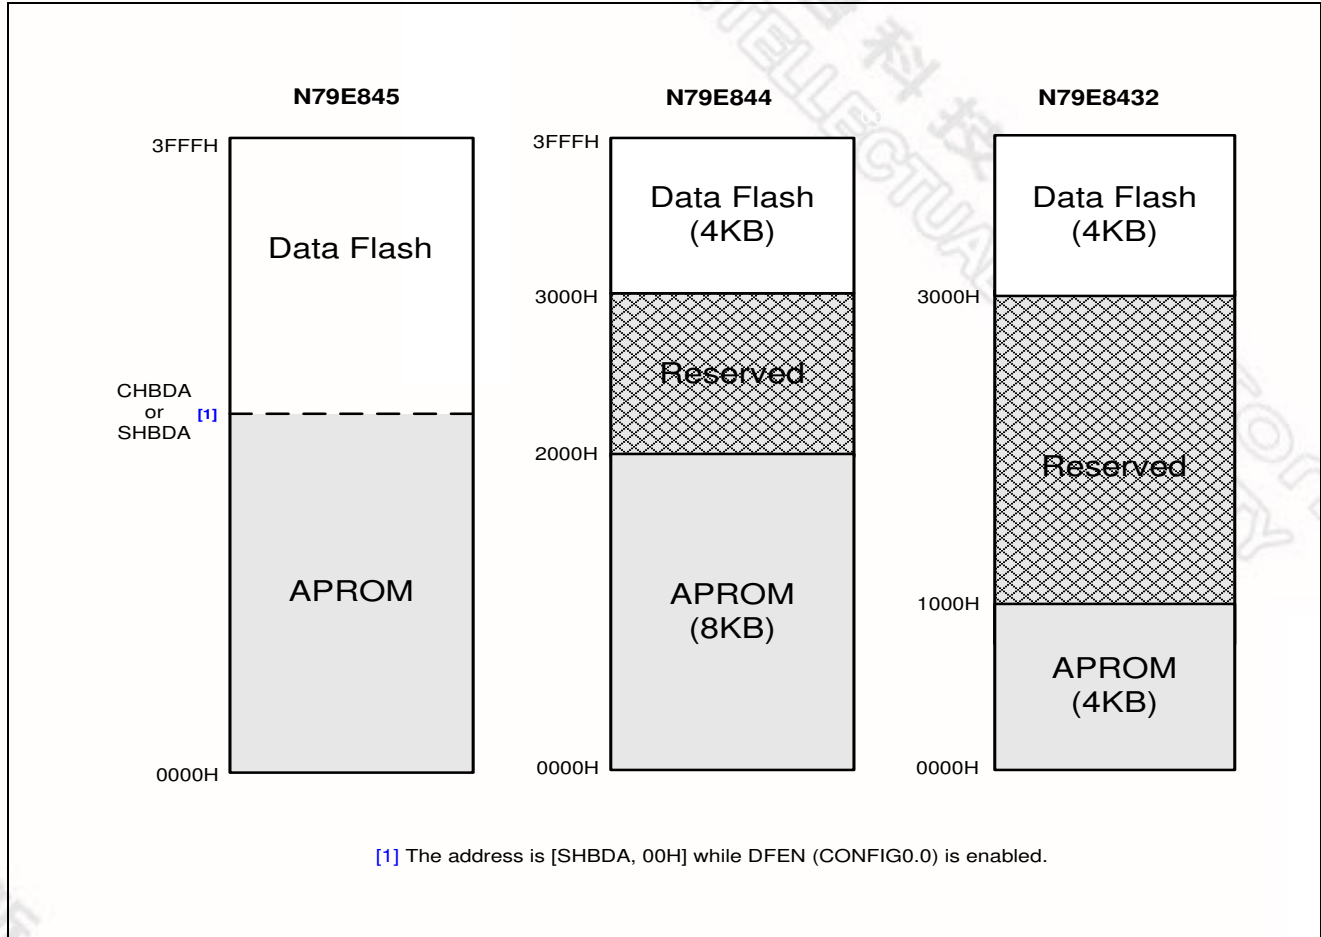 N79E845
3FFFH
Data Flash
CHBDA
or
SHBDA
[1]
APROM
0000H
N79E844
3FFFH
Data Flash
(4KB)
3000H
Reserved
2000H
APROM
(8KB)
0000H
N79E8432
Data Flash
(4KB)
3000H
Reserved
1000H
APROM
(4KB)
0000H
[1] The address is [SHBDA, 00H] while DFEN (CONFIG0.0) is enabled.
科技